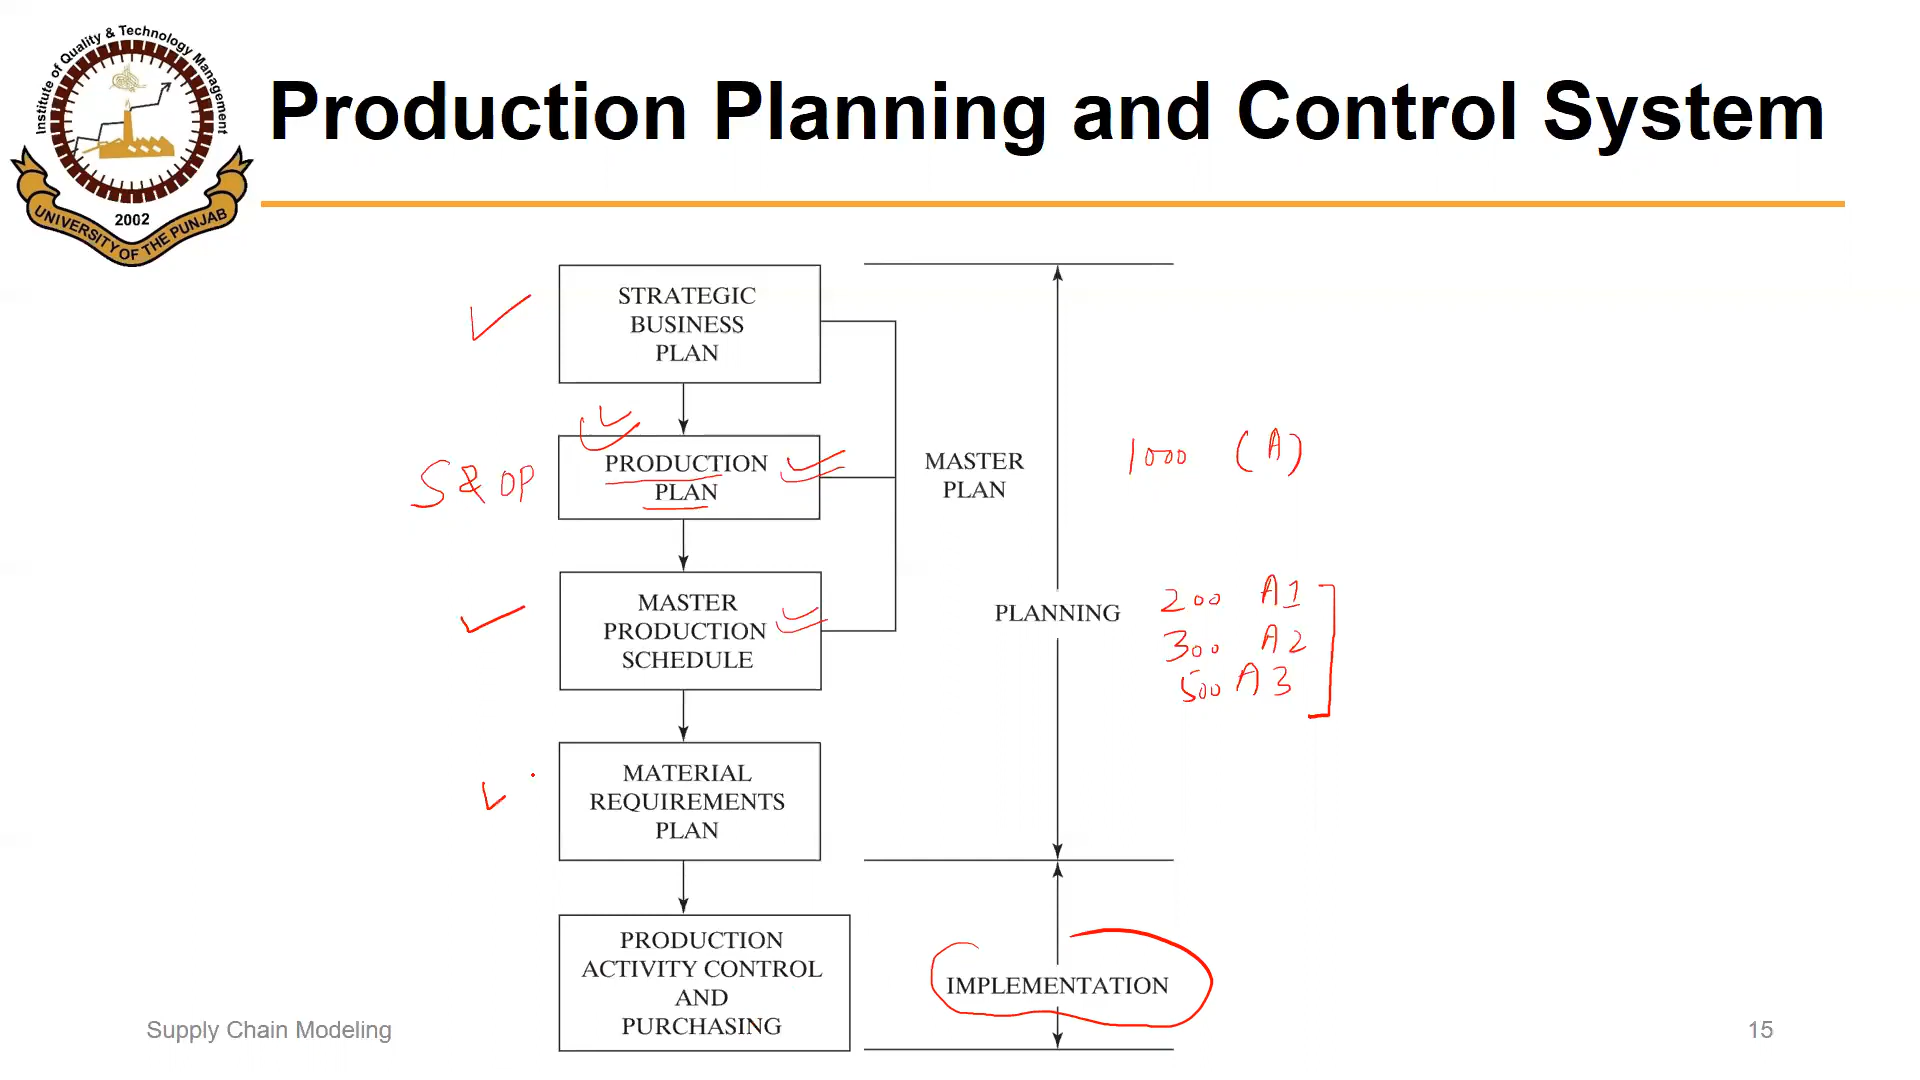 Institute of Quality & Technology Management
2002
UNIVERSITY OF THE PUNJAB
Production Planning and Control System
STRATEGIC
BUSINESS
PLAN
S & OP
PRODUCTION
PLAN
MASTER
PLAN
1000 (A)
MASTER
PRODUCTION
SCHEDULE
PLANNING
200 A1
300 A2
500 A3
MATERIAL
REQUIREMENTS
PLAN
PRODUCTION
ACTIVITY CONTROL
AND
PURCHASING
IMPLEMENTATION
Supply Chain Modeling
15